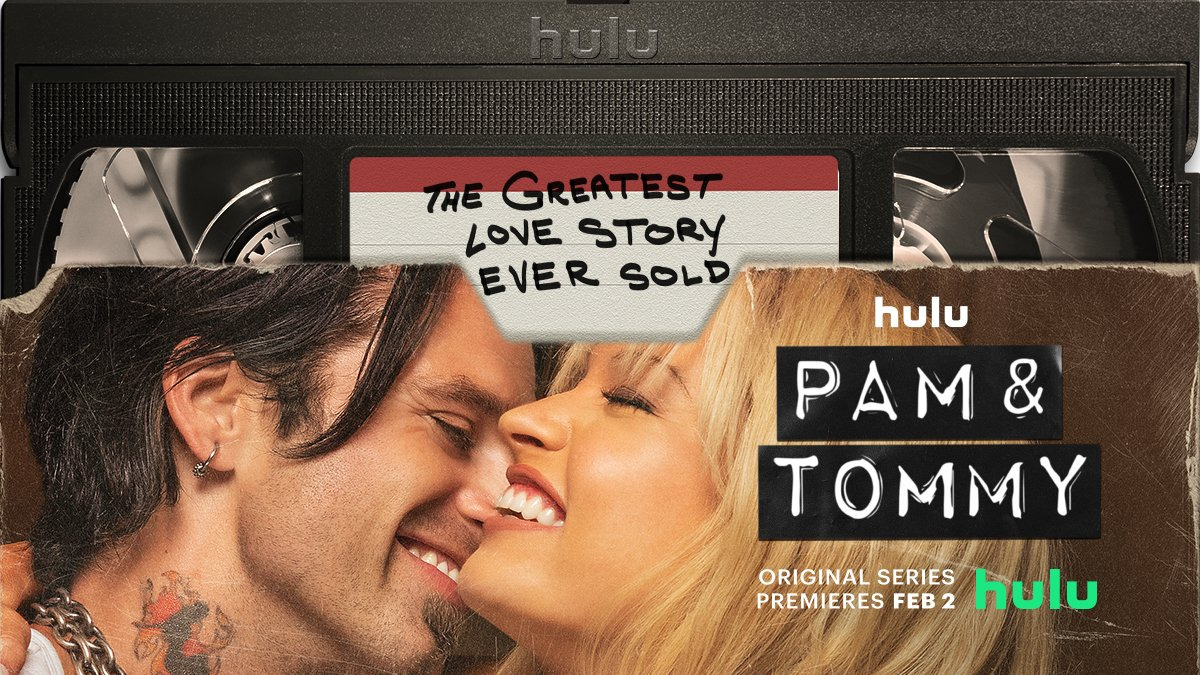 hulu
THE GREATEST
LOVE STORY
EVER SOLD
hulu
PAM &
TOMMY
ORIGINAL SERIES
PREMIERES FEB 2
hulu